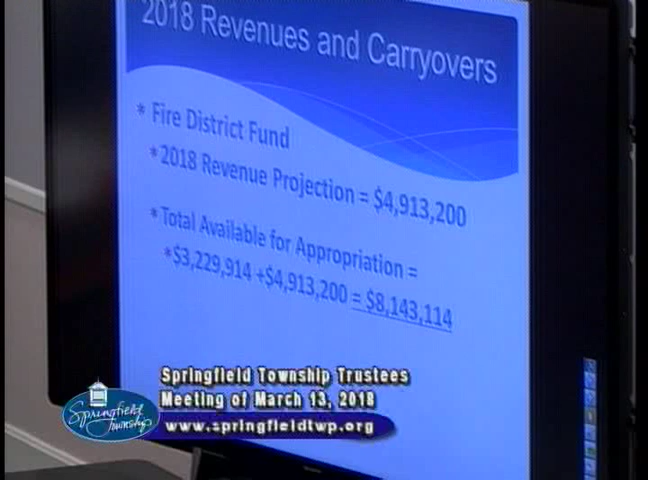 2018 Revenues and Carryovers
* Fire District Fund
* 2018 Revenue Projection = $4,913,200
* Total Available for Appropriation =
*$3,229,914 +$4,913,200 = $8,143,114
Springfield Township Trustees
Meeting of March 13, 2018
www.springfieldtwp.org
Springfield
Township